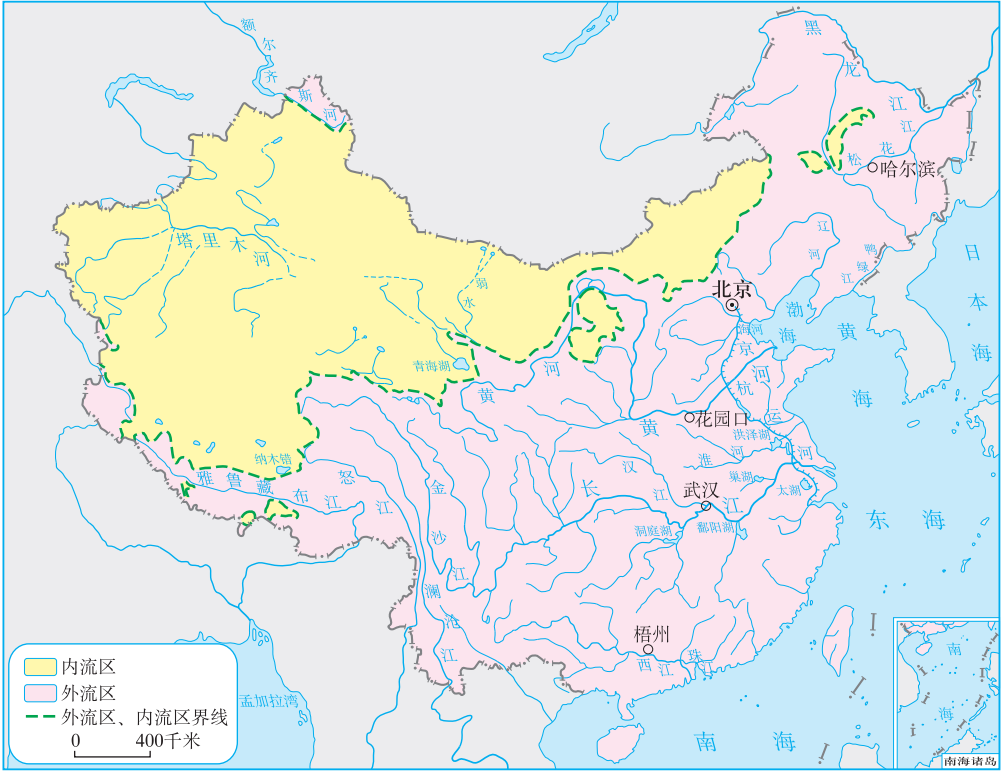 额尔齐斯河
黑龙江
松花江
哈尔滨
塔里木河
弱水
辽河
鸭绿江
日本海
北京
渤海
黄海
海河
京杭运河
青海湖
黄河
花园口
洪泽湖
淮河
纳木错
雅鲁藏布江
怒江
金沙江
澜沧江
汉江
长江
武汉
巢湖
太湖
洞庭湖
鄱阳湖
东海
梧州
西江
珠江
孟加拉湾
南海
南海
南海诸岛
内流区
外流区
外流区、内流区界线
0 400千米